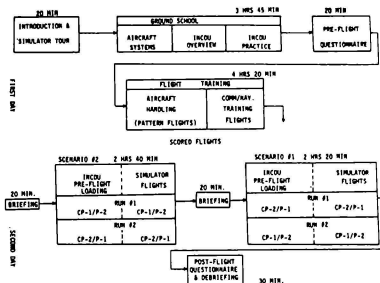 20 MIN
INTRODUCTION &
SIMULATOR TOUR
3 HRS 45 MIN
GROUND SCHOOL
AIRCRAFT
SYSTEMS
INCOU
OVERVIEW
INCOU
PRACTICE
20 MIN
PRE-FLIGHT
QUESTIONNAIRE
4 HRS 20 MIN
FLIGHT TRAINING
AIRCRAFT
HANDLING
(PATTERN FLIGHTS)
COMM/NAV.
TRAINING
FLIGHTS
FIRST DAY
SCORED FLIGHTS
SCENARIO #2 2 HRS 40 MIN
INCOU
PRE-FLIGHT
LOADING
SIMULATOR
FLIGHTS
RUN #1
CP-1/P-2 CP-1/P-2
RUN #2
CP-2/P-1 CP-2/P-1
20 MIN.
BRIEFING
20 MIN.
BRIEFING
SCENARIO #1 2 HRS 20 MIN
INCOU
PRE-FLIGHT
LOADING
SIMULATOR
FLIGHTS
RUN #1
CP-2/P-1 CP-2/P-1
RUN #2
CP-1/P-2 CP-1/P-2
SECOND DAY
POST-FLIGHT
QUESTIONNAIRE
& DEBRIEFING
30 MIN.